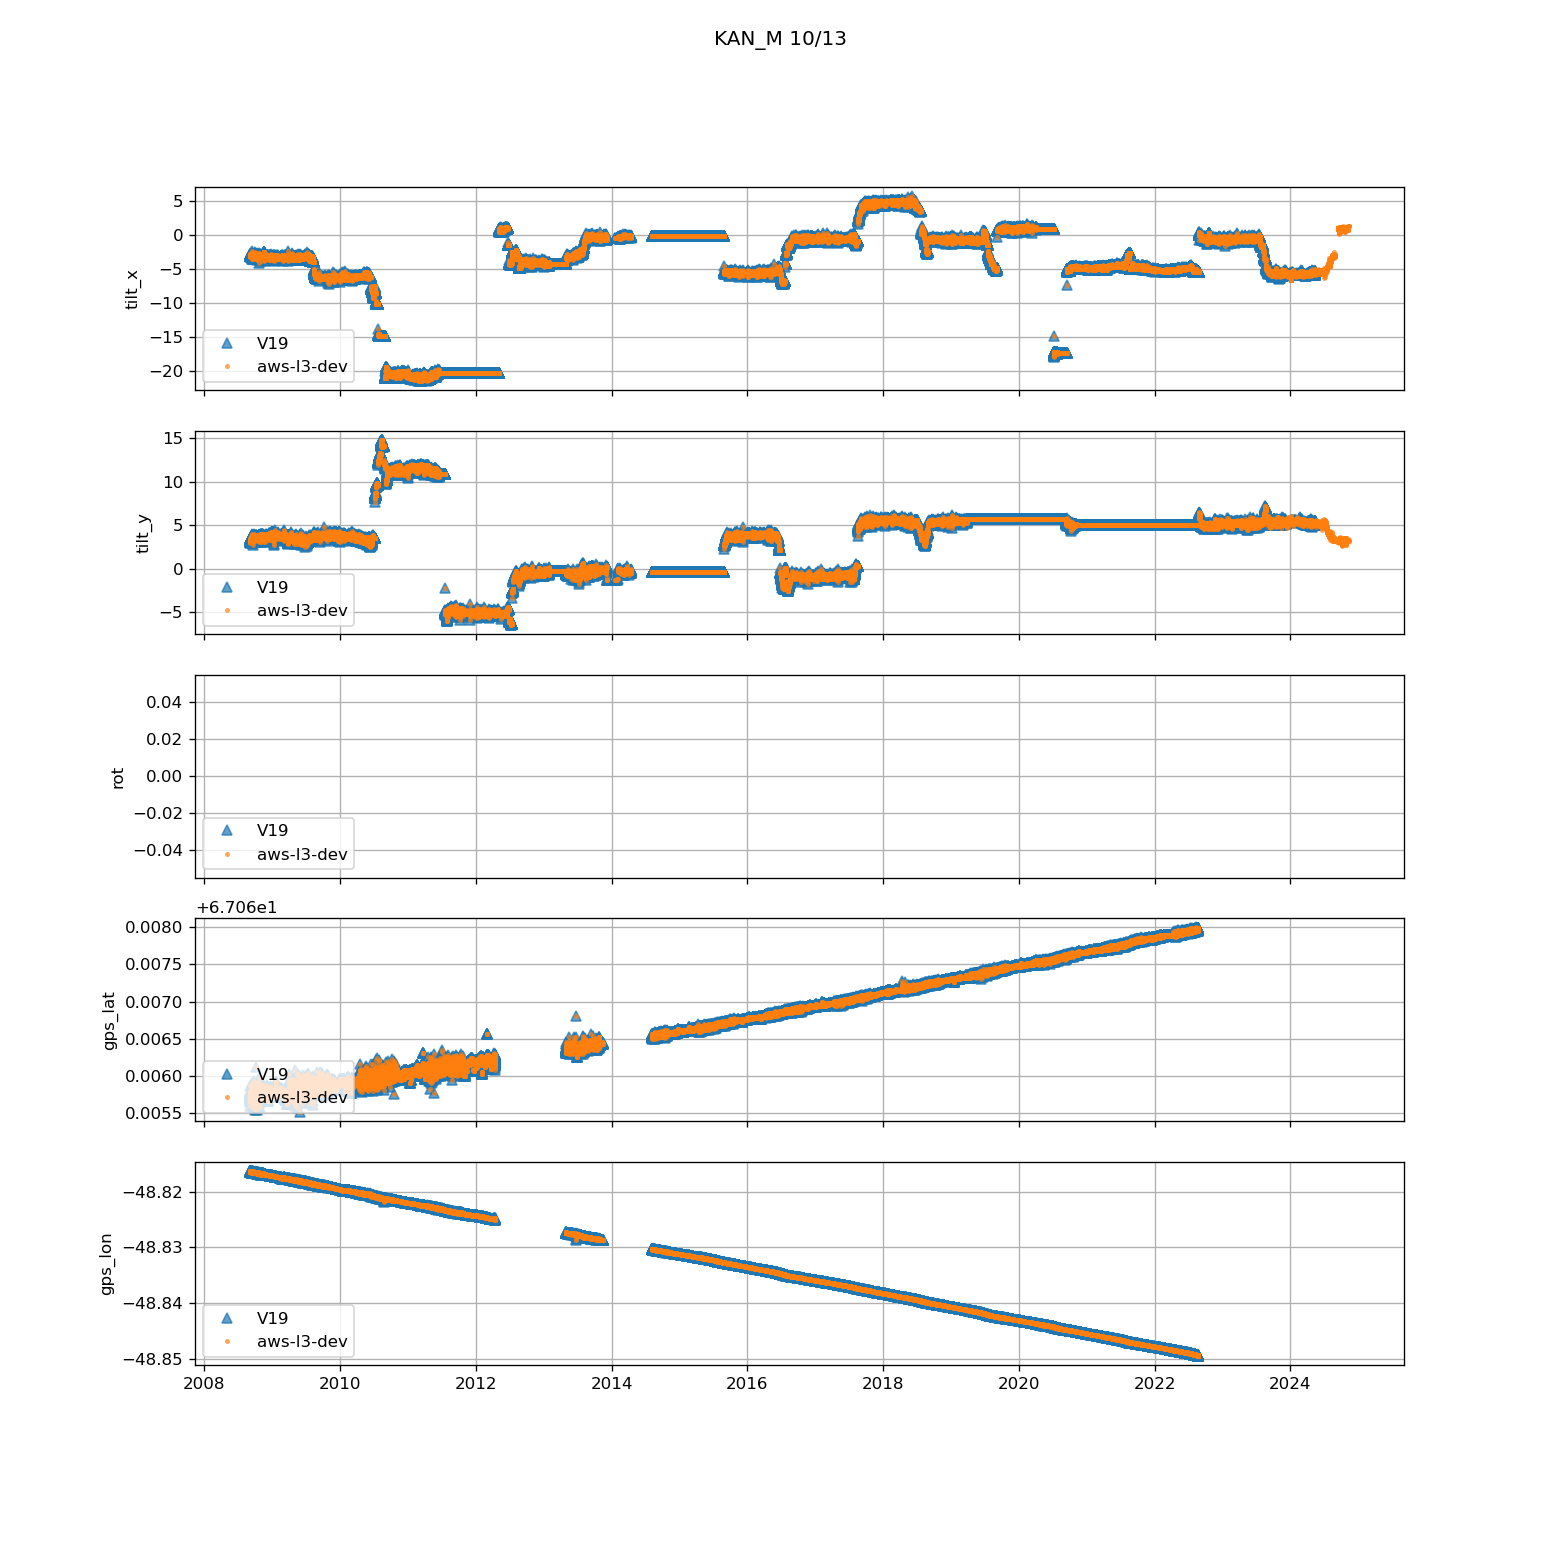 KAN_M 10/13
5
0
−5
−10
−15
−20
tilt_x
V19
aws-l3-dev
15
10
5
0
−5
tilt_y
V19
aws-l3-dev
0.04
0.02
0.00
−0.02
−0.04
rot
V19
aws-l3-dev
+6.706e1
0.0080
0.0075
0.0070
0.0065
0.0060
0.0055
gps_lat
V19
aws-l3-dev
−48.82
−48.83
−48.84
−48.85
gps_lon
V19
aws-l3-dev
2008 2010 2012 2014 2016 2018 2020 2022 2024